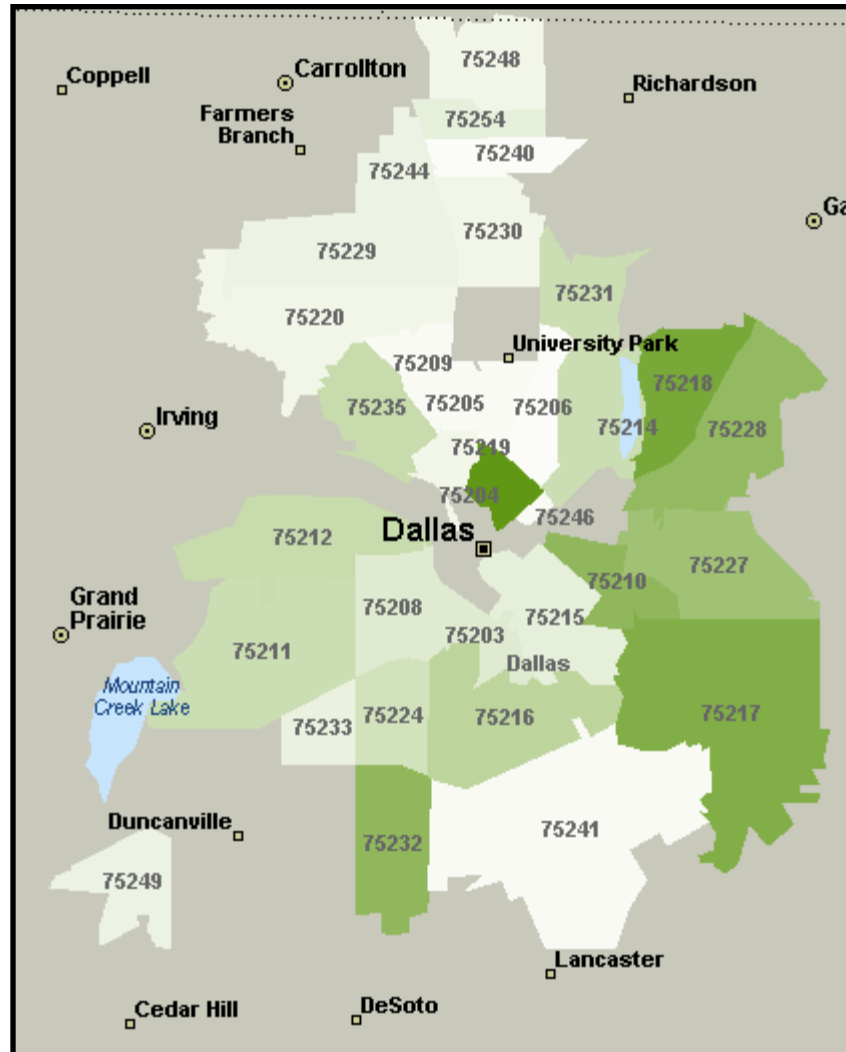 75248
Coppell
Carrollton
Richardson
Farmers
Branch
75254
75240
75244
Ga
75230
75229
75231
75220
University Park
75209
75218
75235
75205
75206
Irving
75214
75228
75219
75204
75246
Dallas
75212
75227
75210
Grand
Prairie
75208
75215
75203
75211
Dallas
Mountain
Creek Lake
75233
75224
75216
75217
Duncanville
75232
75241
75249
Lancaster
Cedar Hill
DeSoto